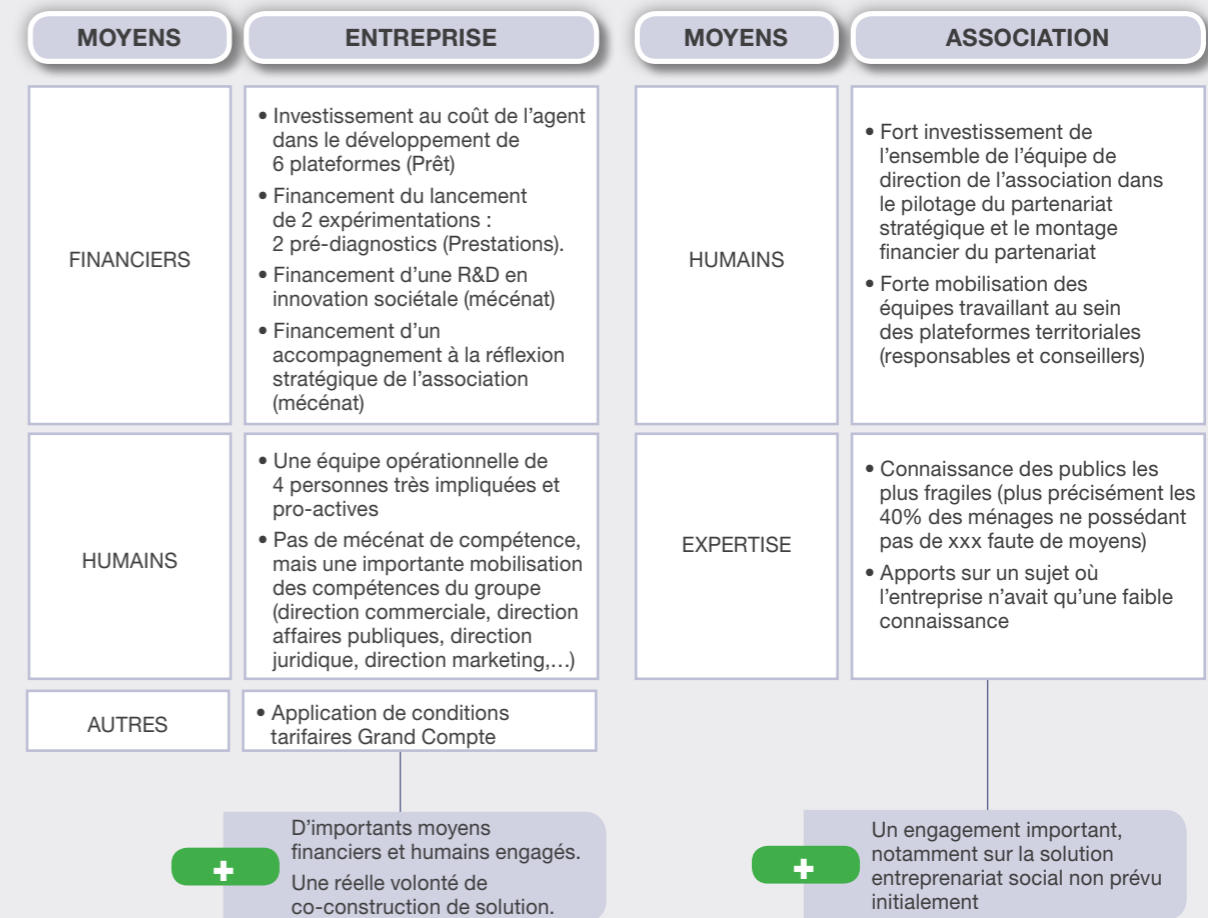 MOYENS
ENTREPRISE
FINANCIERS
• Investissement au coût de l’agent
dans le développement de
6 plateformes (Prêt)
• Financement du lancement
de 2 expérimentations :
2 pré-diagnostics (Prestations).
• Financement d’une R&D en
innovation sociétale (mécénat)
• Financement d’un
accompagnement à la réflexion
stratégique de l’association
(mécénat)
HUMAINS
• Une équipe opérationnelle de
4 personnes très impliquées et
pro-actives
• Pas de mécénat de compétence,
mais une importante mobilisation
des compétences du groupe
(direction commerciale, direction
affaires publiques, direction
juridique, direction marketing,…)
AUTRES
• Application de conditions
tarifaires Grand Compte
+
D’importants moyens
financiers et humains engagés.
Une réelle volonté de
co-construction de solution.
MOYENS
ASSOCIATION
HUMAINS
• Fort investissement de
l’ensemble de l’équipe de
direction de l’association dans
le pilotage du partenariat
stratégique et le montage
financier du partenariat
• Forte mobilisation des
équipes travaillant au sein
des plateformes territoriales
(responsables et conseillers)
EXPERTISE
• Connaissance des publics les
plus fragiles (plus précisément les
40% des ménages ne possédant
pas de xxx faute de moyens)
• Apports sur un sujet où
l’entreprise n’avait qu’une faible
connaissance
+
Un engagement important,
notamment sur la solution
entreprenariat social non prévu
initialement